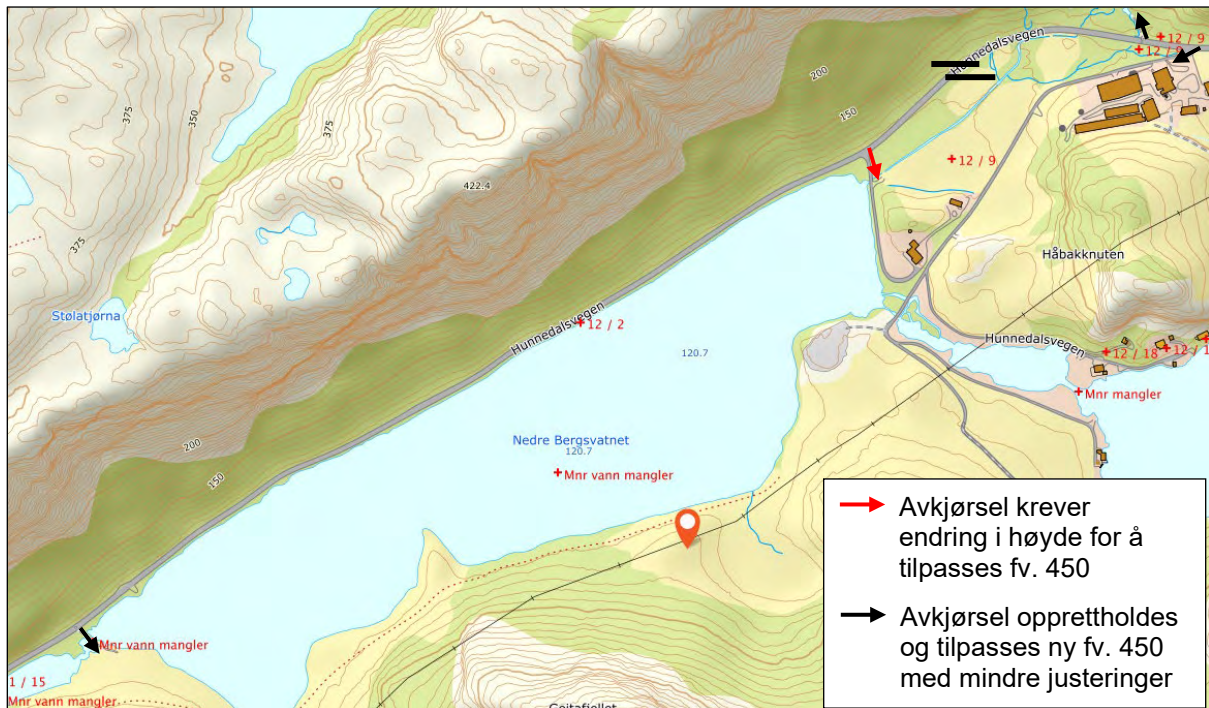 Hunnedalsvegen
12 / 9
12 / 9
200
375
350
375
150
12 / 9
422.4
375
Håbakknuten
Stølatjørna
Hunnedalsvegen
12 / 2
Hunnedalsvegen
12 / 18
12 / 1
120.7
Mnr mangler
200
Nedre Bergsvatnet
120.7
150
Mnr vann mangler
Avkjørsel krever
endring i høyde for å
tilpasses fv. 450
Avkjørsel opprettholdes
og tilpasses ny fv. 450
med mindre justeringer
Mnr vann mangler
1 / 15
Mnr vann mangler